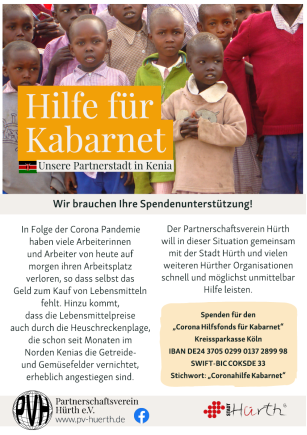 Hilfe für
Kabarnet
Unsere Partnerstadt in Kenia
Wir brauchen Ihre Spendenunterstützung!
In Folge der Corona Pandemie
haben viele Arbeiterinnen
und Arbeiter von heute auf
morgen ihren Arbeitsplatz
verloren, so dass selbst das
Geld zum Kauf von Lebensmitteln
fehlt. Hinzu kommt,
dass die Lebensmittelpreise
auch durch die Heuschreckenplage,
die schon seit Monaten im
Norden Kenias die Getreide-
und Gemüsefelder vernichtet,
erheblich angestiegen sind.
Der Partnerschaftsverein Hürth
will in dieser Situation gemeinsam
mit der Stadt Hürth und vielen
weiteren Hürther Organisationen
schnell und möglichst unmittelbar
Hilfe leisten.
Spenden für den
„Corona Hilfsfonds für Kabarnet“
Kreissparkasse Köln
IBAN DE24 3705 0299 0137 2899 98
SWIFT-BIC COKSDE 33
Stichwort: „Coronahilfe Kabarnet“
PVH
Partnerschaftsverein
Hürth e.V.
www.pv-huerth.de
STADT
Hürth